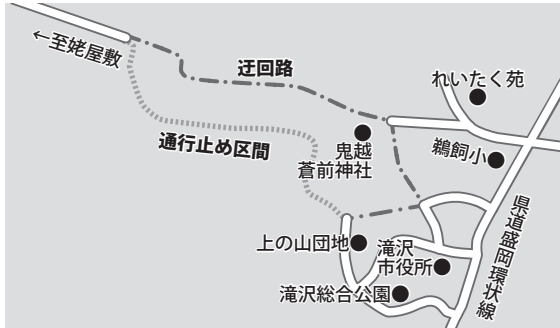 ←至姥屋敷
迂回路
れいたく苑
通行止め区間
鬼越
蒼前神社
鵜飼小
県道盛岡環状線
上の山団地
滝沢
市役所
滝沢総合公園